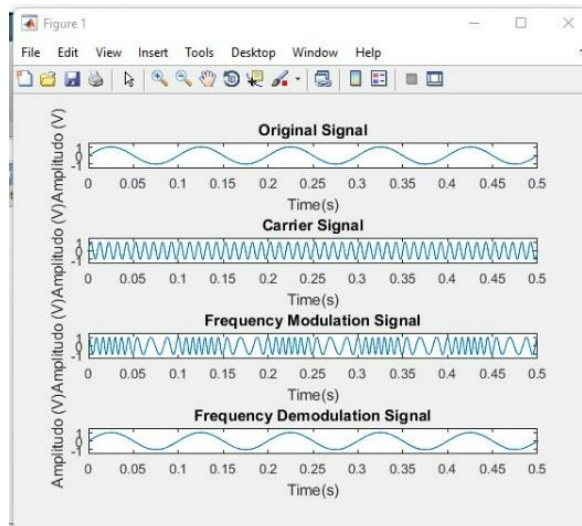 Figure 1
File Edit View Insert Tools Desktop Window Help
Original Signal
Amplitudo (V)
1
0
-1
0 0.05 0.1 0.15 0.2 0.25 0.3 0.35 0.4 0.45 0.5
Time(s)
Carrier Signal
Amplitudo (V)
1
0
-1
0 0.05 0.1 0.15 0.2 0.25 0.3 0.35 0.4 0.45 0.5
Time(s)
Frequency Modulation Signal
Amplitudo (V)
1
0
-1
0 0.05 0.1 0.15 0.2 0.25 0.3 0.35 0.4 0.45 0.5
Time(s)
Frequency Demodulation Signal
Amplitudo (V)
1
0
-1
0 0.05 0.1 0.15 0.2 0.25 0.3 0.35 0.4 0.45 0.5
Time(s)